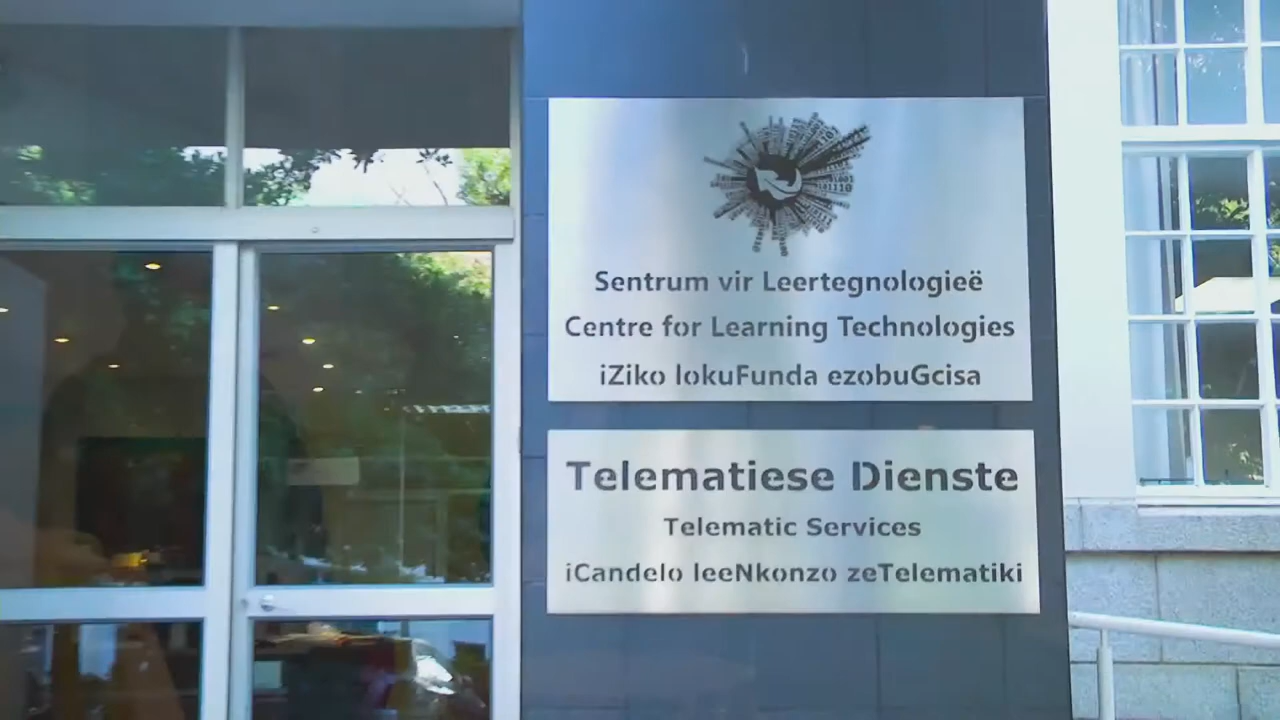 Sentrum vir Leertegnologieë
Centre for Learning Technologies
iZiko lokuFunda ezobuGcisa
Telematiese Dienste
Telematic Services
iCandelo leeNkonzo zeTelematiki